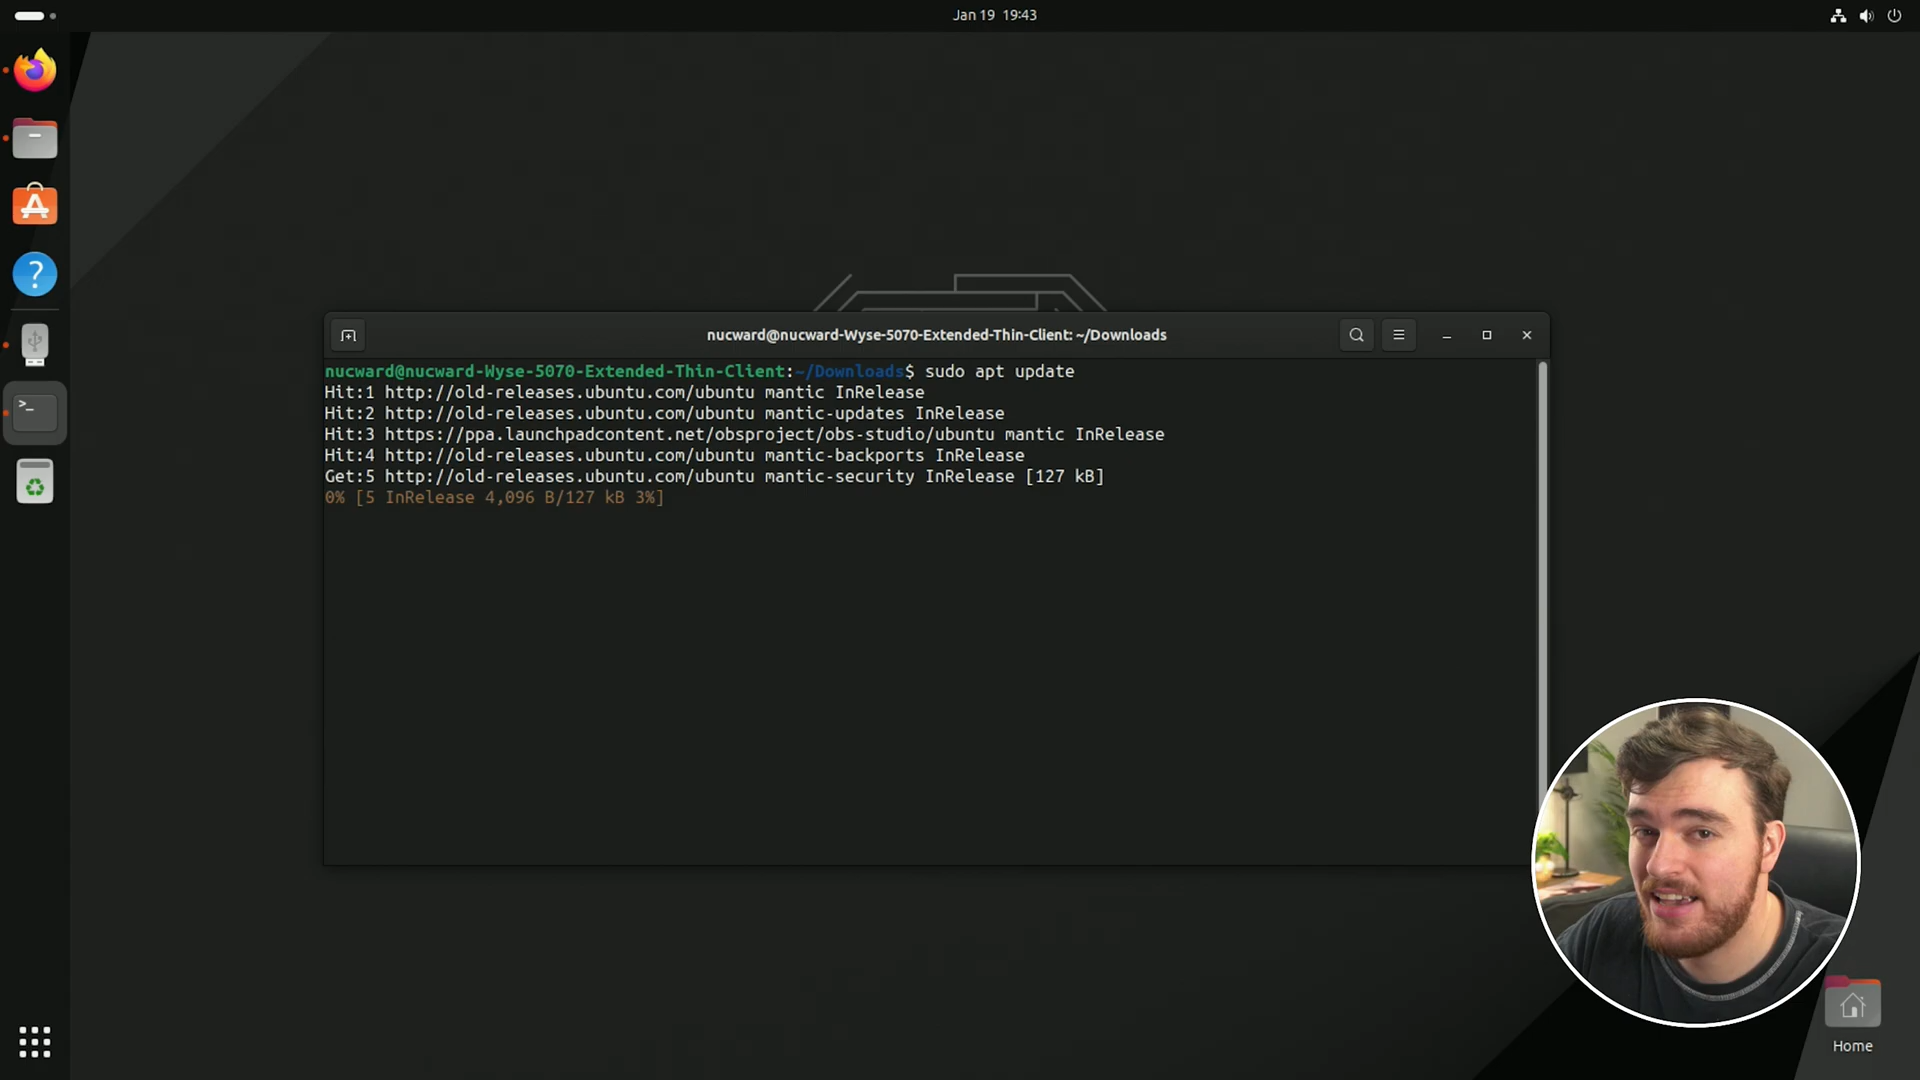 Jan 19 19:43
nucward@nucward-Wyse-5070-Extended-Thin-Client: ~/Downloads
nucward@nucward-Wyse-5070-Extended-Thin-Client:~/Downloads$ sudo apt update
Hit:1 http://old-releases.ubuntu.com/ubuntu mantic InRelease
Hit:2 http://old-releases.ubuntu.com/ubuntu mantic-updates InRelease
Hit:3 https://ppa.launchpadcontent.net/obsproject/obs-studio/ubuntu mantic InRelease
Hit:4 http://old-releases.ubuntu.com/ubuntu mantic-backports InRelease
Get:5 http://old-releases.ubuntu.com/ubuntu mantic-security InRelease [127 kB]
0% [5 InRelease 4,096 B/127 kB 3%]
Home